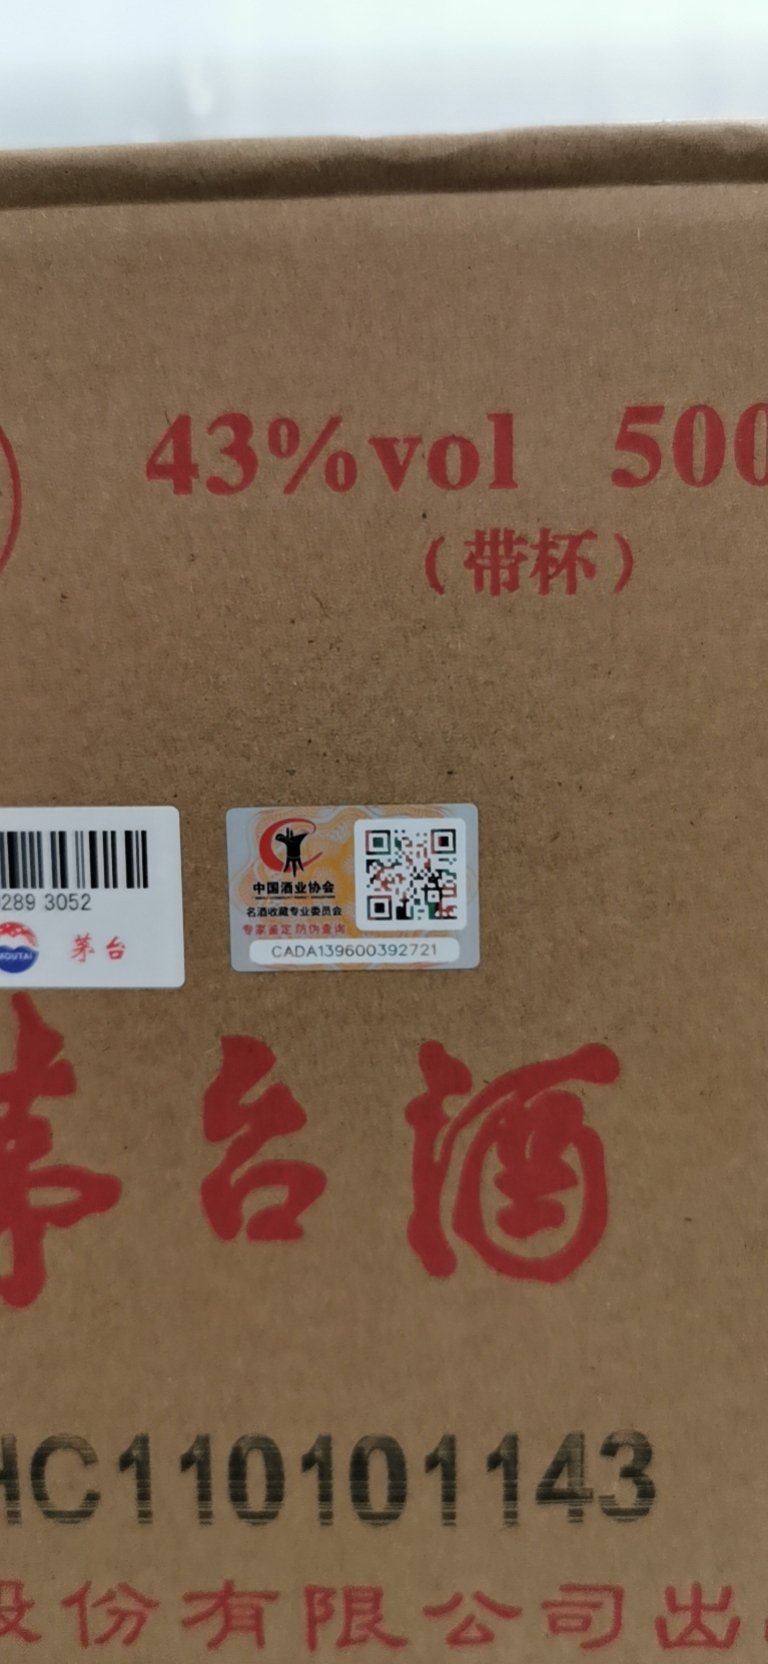 43%vol 500
（带杯）
289 3052
MOUTAI 茅台
中国酒业协会
名酒收藏专业委员会
专家鉴定防伪查询
CADA139600392721
茅台酒
HC110101143
股份有限公司出